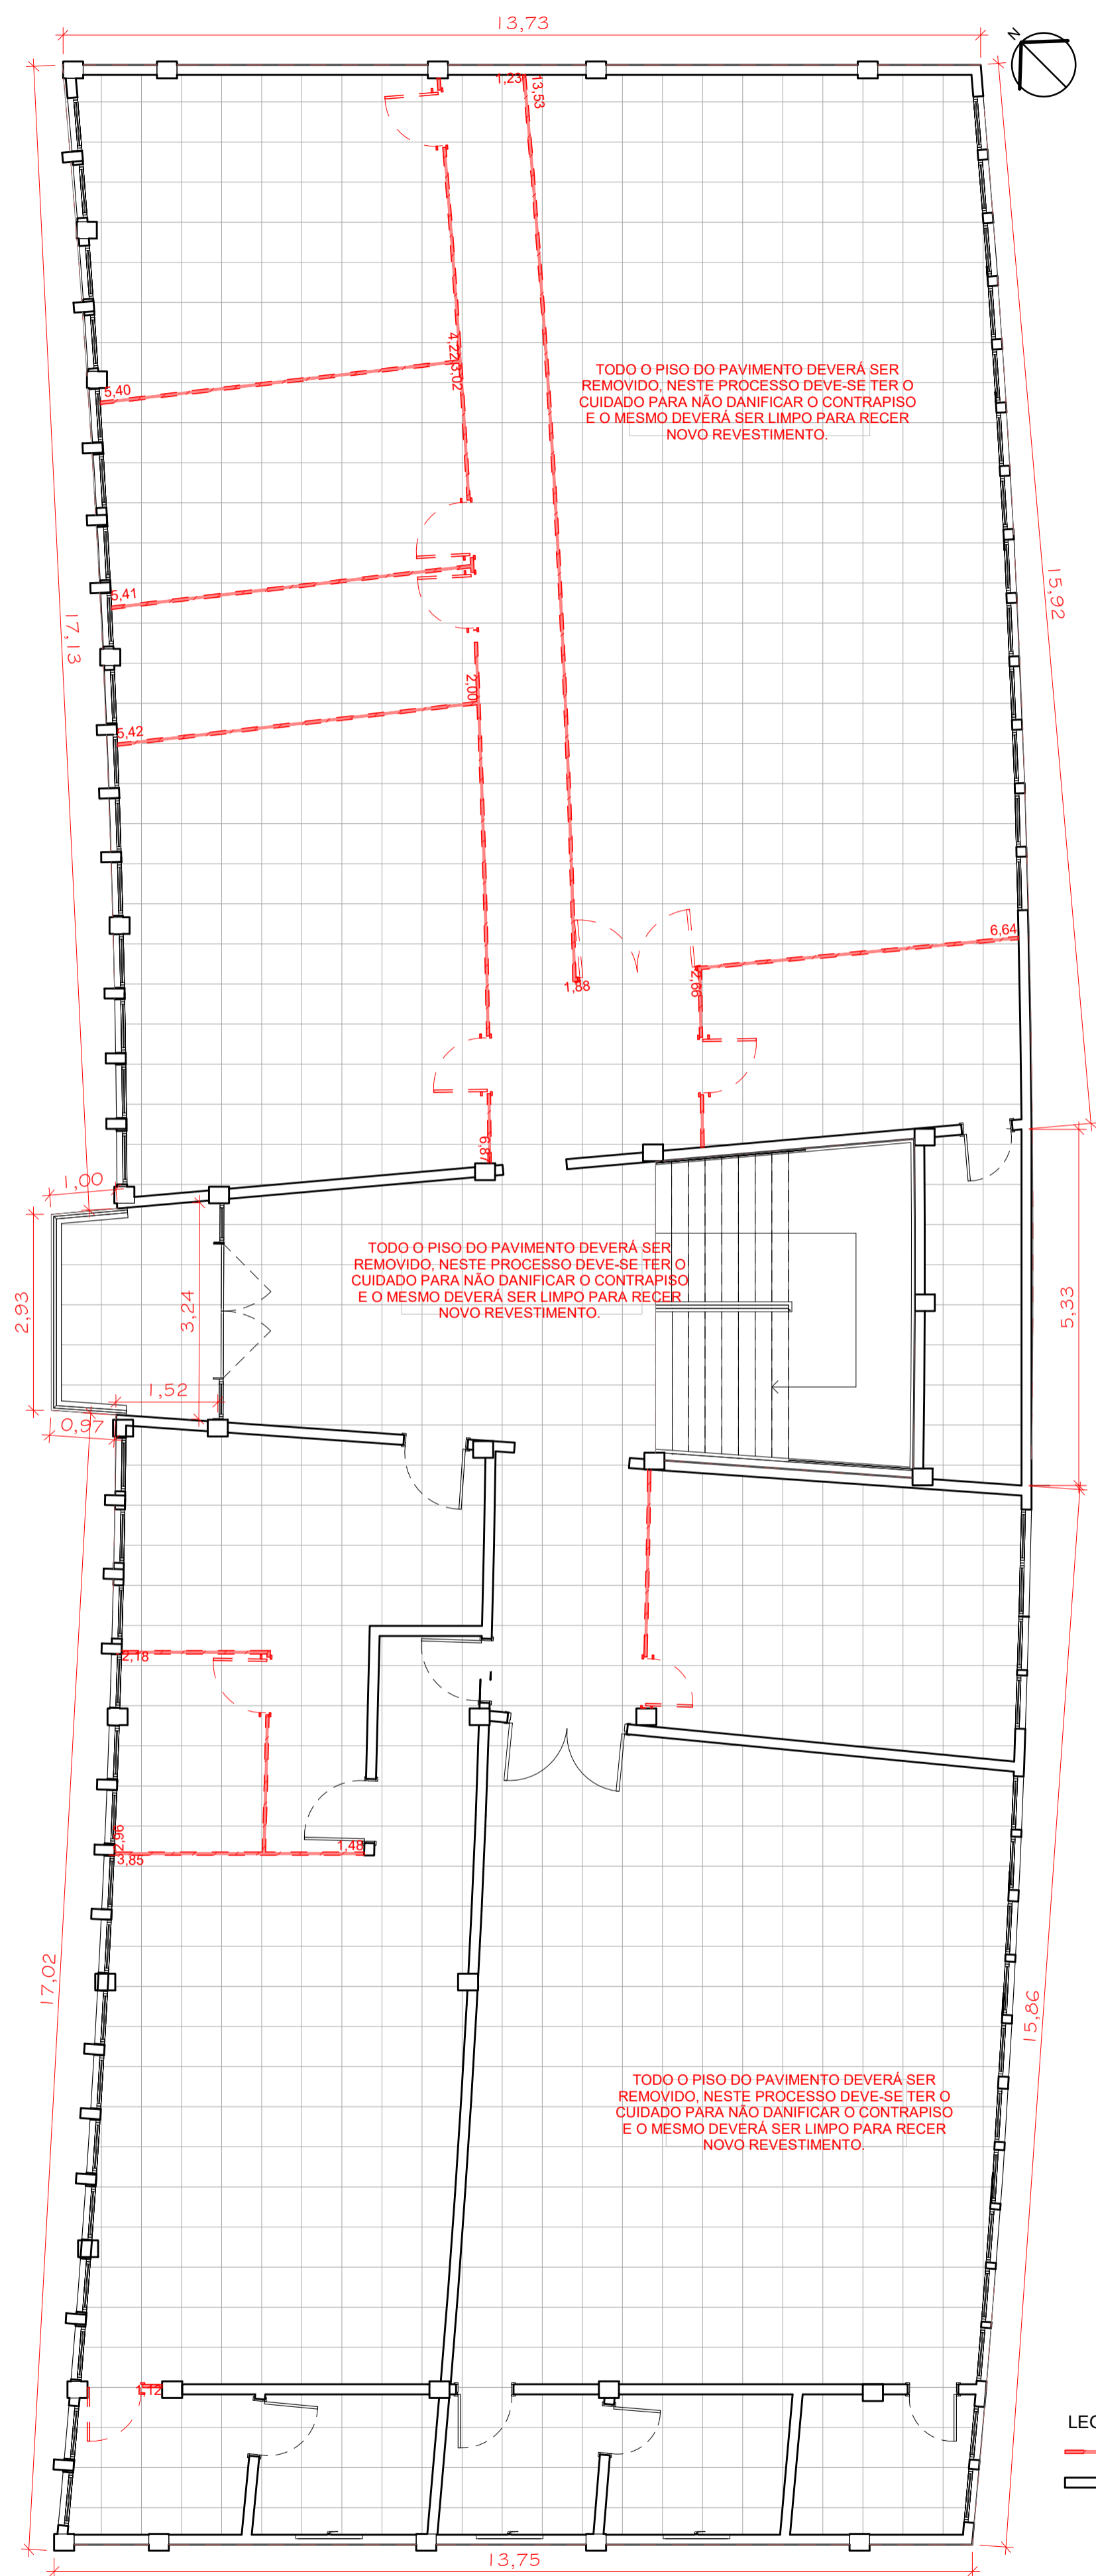 13,73
N
1,23
13,53
4,22
3,02
TODO O PISO DO PAVIMENTO DEVERÁ SER
REMOVIDO, NESTE PROCESSO DEVE-SE TER O
CUIDADO PARA NÃO DANIFICAR O CONTRAPISO
E O MESMO DEVERÁ SER LIMPO PARA RECER
NOVO REVESTIMENTO.
5,40
5,41
17,13
15,92
2,00
5,42
6,64
2,66
1,88
6,87
1,00
TODO O PISO DO PAVIMENTO DEVERÁ SER
REMOVIDO, NESTE PROCESSO DEVE-SE TER O
CUIDADO PARA NÃO DANIFICAR O CONTRAPISO
E O MESMO DEVERÁ SER LIMPO PARA RECER
NOVO REVESTIMENTO.
2,93
3,24
5,33
1,52
0,97
2,18
2,96
1,48
3,85
17,02
15,86
TODO O PISO DO PAVIMENTO DEVERÁ SER
REMOVIDO, NESTE PROCESSO DEVE-SE TER O
CUIDADO PARA NÃO DANIFICAR O CONTRAPISO
E O MESMO DEVERÁ SER LIMPO PARA RECER
NOVO REVESTIMENTO.
1,12
13,75